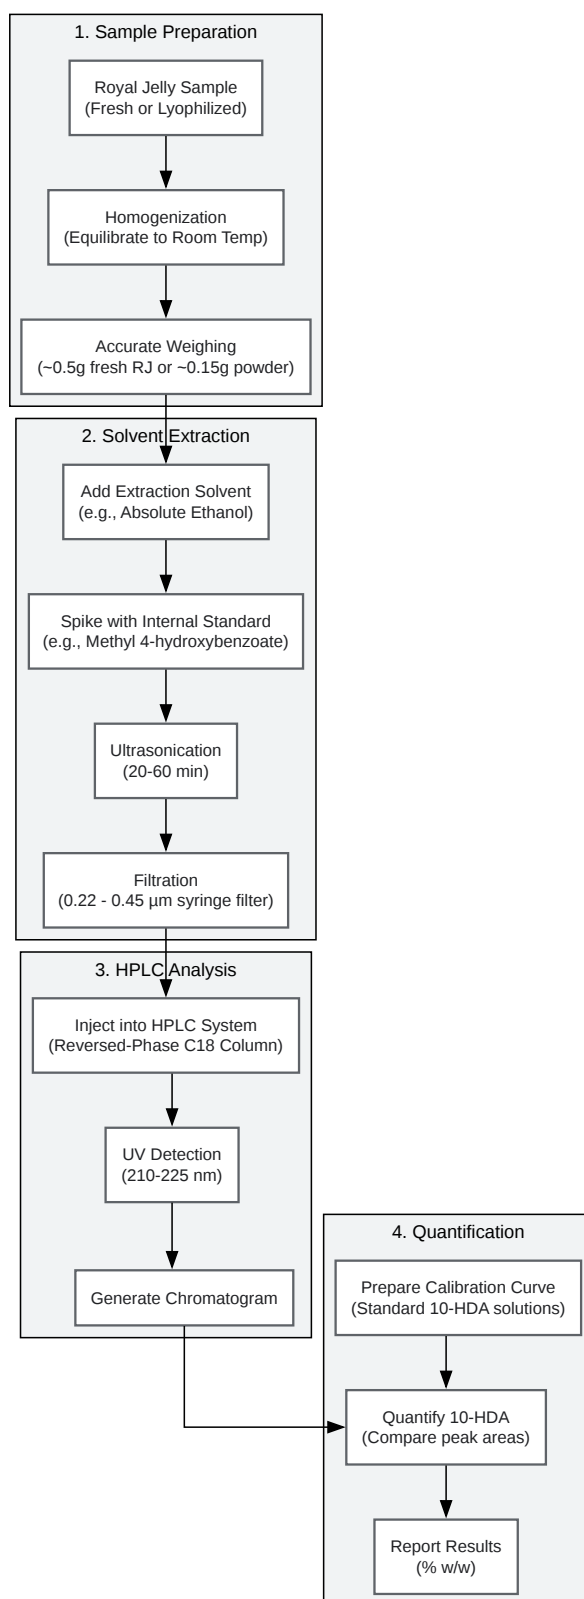 1. Sample Preparation
Royal Jelly Sample
(Fresh or Lyophilized)
Homogenization
(Equilibrate to Room Temp)
Accurate Weighing
(~0.5g fresh RJ or ~0.15g powder)
2. Solvent Extraction
Add Extraction Solvent
(e.g., Absolute Ethanol)
Spike with Internal Standard
(e.g., Methyl 4-hydroxybenzoate)
Ultrasonication
(20-60 min)
Filtration
(0.22 - 0.45 µm syringe filter)
3. HPLC Analysis
Inject into HPLC System
(Reversed-Phase C18 Column)
UV Detection
(210-225 nm)
Generate Chromatogram
4. Quantification
Prepare Calibration Curve
(Standard 10-HDA solutions)
Quantify 10-HDA
(Compare peak areas)
Report Results
(% w/w)